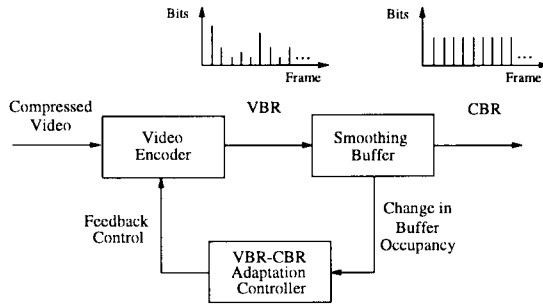 Bits
Frame
Bits
Frame
Compressed
Video
Video
Encoder
VBR
Smoothing
Buffer
CBR
Feedback
Control
VBR-CBR
Adaptation
Controller
Change in
Buffer
Occupancy